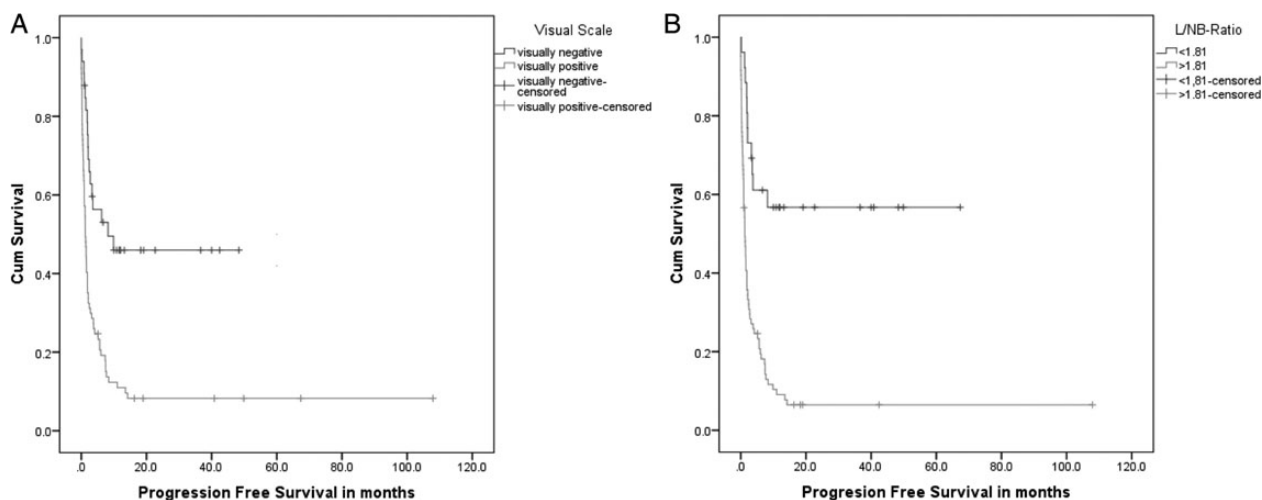 A
Visual Scale
visually negative
visually positive
visually negative-
censored
visually positive-censored
1.0
0.8
0.6
0.4
0.2
0.0
Cum Survival
.0 20.0 40.0 60.0 80.0 100.0 120.0
Progression Free Survival in months
B
L/NB-Ratio
<1.81
>1.81
<1,81-censored
>1.81-censored
1.0
0.8
0.6
0.4
0.2
0.0
Cum Survival
.0 20.0 40.0 60.0 80.0 100.0 120.0
Progression Free Survival in months